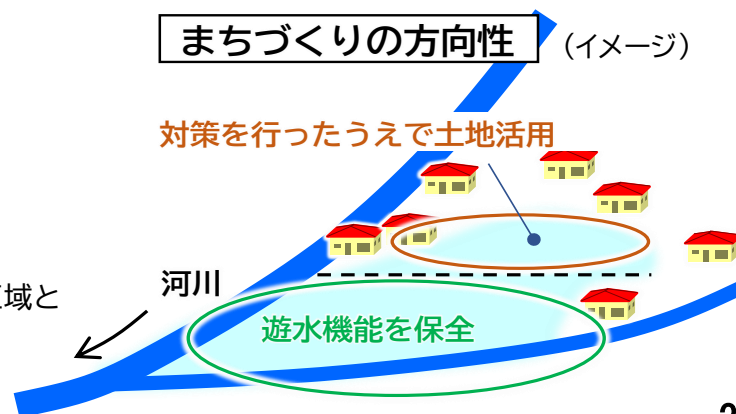 まちづくりの方向性
(イメージ)
対策を行ったうえで土地活用
域と
河川
遊水機能を保全